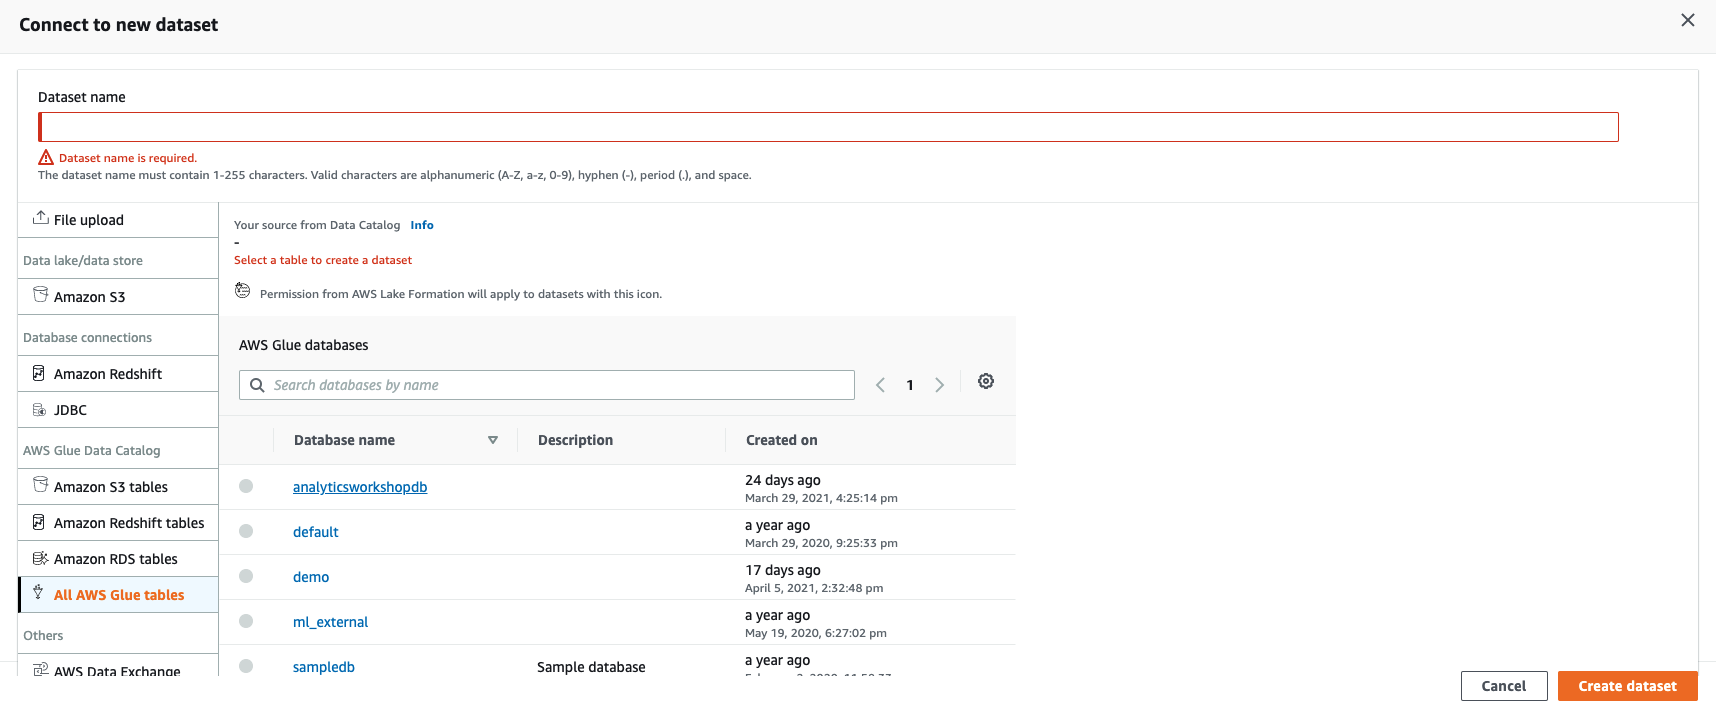 Connect to new dataset
Dataset name
Dataset name is required.
The dataset name must contain 1-255 characters. Valid characters are alphanumeric (A-Z, a-z, 0-9), hyphen (-), period (.), and space.
File upload
Data lake/data store
Amazon S3
Database connections
Amazon Redshift
JDBC
AWS Glue Data Catalog
Amazon S3 tables
Amazon Redshift tables
Amazon RDS tables
All AWS Glue tables
Others
AWS Data Exchange
Your source from Data Catalog Info
-
Select a table to create a dataset
Permission from AWS Lake Formation will apply to datasets with this icon.
AWS Glue databases
Search databases by name
1
Database name Description Created on
analyticsworkshopdb 24 days ago
March 29, 2021, 4:25:14 pm
default a year ago
March 29, 2020, 9:25:33 pm
demo 17 days ago
April 5, 2021, 2:32:48 pm
ml_external a year ago
May 19, 2020, 6:27:02 pm
sampledb Sample database a year ago
Cancel Create dataset